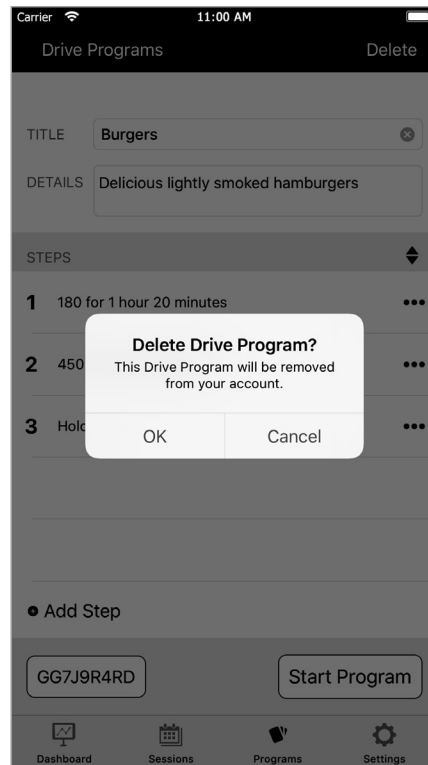 Carrier 11:00 AM
Drive Programs Delete
TITLE Burgers
DETAILS Delicious lightly smoked hamburgers
STEPS
1 180 for 1 hour 20 minutes
Delete Drive Program?
2 450
This Drive Program will be removed
from your account.
3
OK Cancel
Add Step
GG7J9R4RD Start Program
Dashboard Sessions Programs Settings